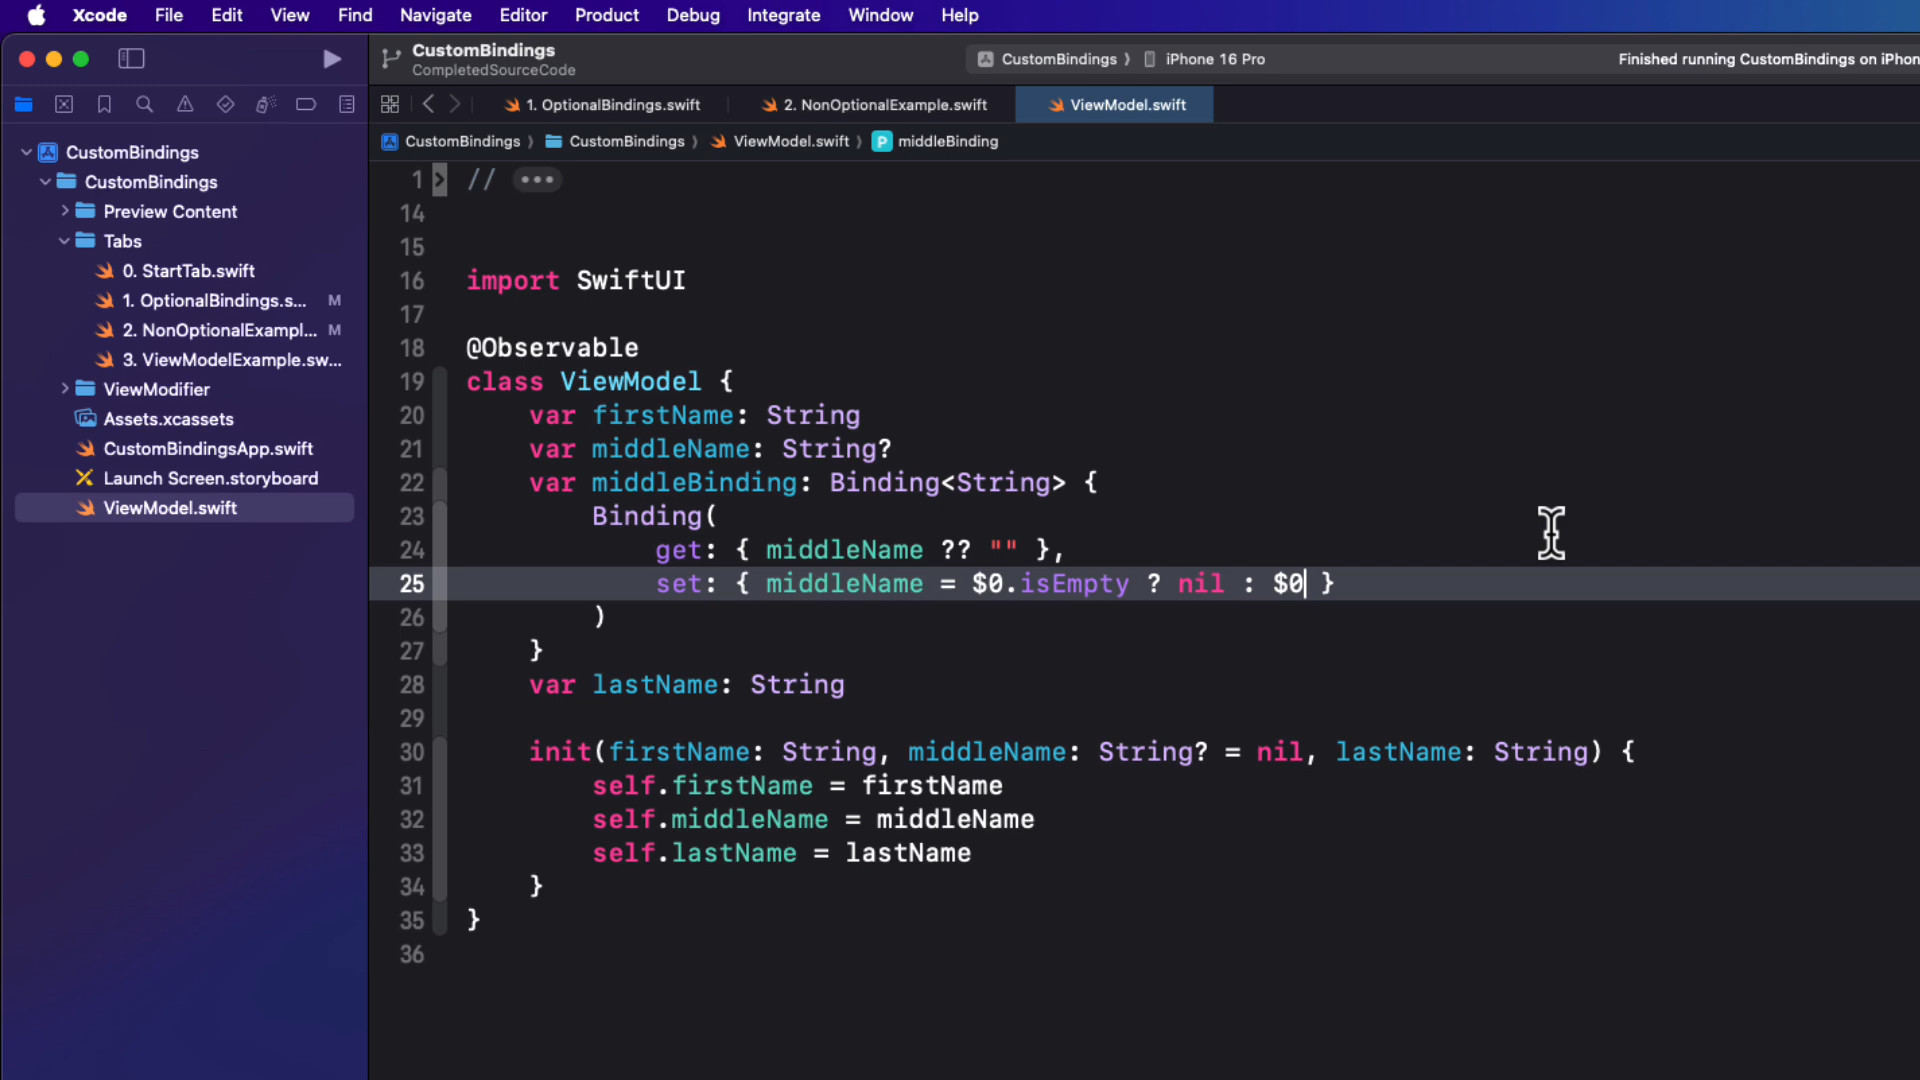 Xcode File Edit View Find Navigate Editor Product Debug Integrate Window Help
CustomBindings
CompletedSourceCode
CustomBindings ⟩ iPhone 16 Pro
Finished running CustomBindings on iPhon
1. OptionalBindings.swift
2. NonOptionalExample.swift
ViewModel.swift
CustomBindings ⟩ CustomBindings ⟩ ViewModel.swift ⟩ P middleBinding
CustomBindings
CustomBindings
Preview Content
Tabs
0. StartTab.swift
1. OptionalBindings.s... M
2. NonOptionalExampl... M
3. ViewModelExample.sw...
ViewModifier
Assets.xcassets
CustomBindingsApp.swift
Launch Screen.storyboard
ViewModel.swift
1 // •••
14
15
16 import SwiftUI
17
18 @Observable
19 class ViewModel {
20 var firstName: String
21 var middleName: String?
22 var middleBinding: Binding<String> {
23 Binding(
24 get: { middleName ?? "" },
25 set: { middleName = $0.isEmpty ? nil : $0 }
26 )
27 }
28 var lastName: String
29
30 init(firstName: String, middleName: String? = nil, lastName: String) {
31 self.firstName = firstName
32 self.middleName = middleName
33 self.lastName = lastName
34 }
35 }
36